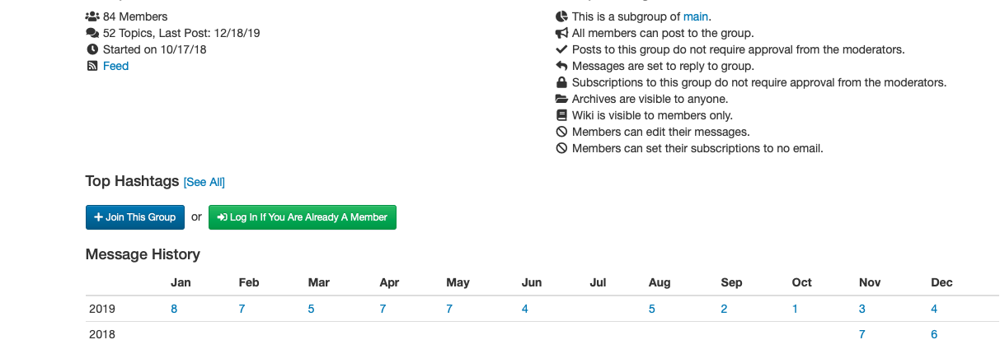 84 Members
52 Topics, Last Post: 12/18/19
Started on 10/17/18
Feed
This is a subgroup of main.
All members can post to the group.
Posts to this group do not require approval from the moderators.
Messages are set to reply to group.
Subscriptions to this group do not require approval from the moderators.
Archives are visible to anyone.
Wiki is visible to members only.
Members can edit their messages.
Members can set their subscriptions to no email.
Top Hashtags [See All]
Join This Group or Log In If You Are Already A Member
Message History
Jan Feb Mar Apr May Jun Jul Aug Sep Oct Nov Dec
2019 8 7 5 7 7 4 5 2 1 3 4
2018 7 6